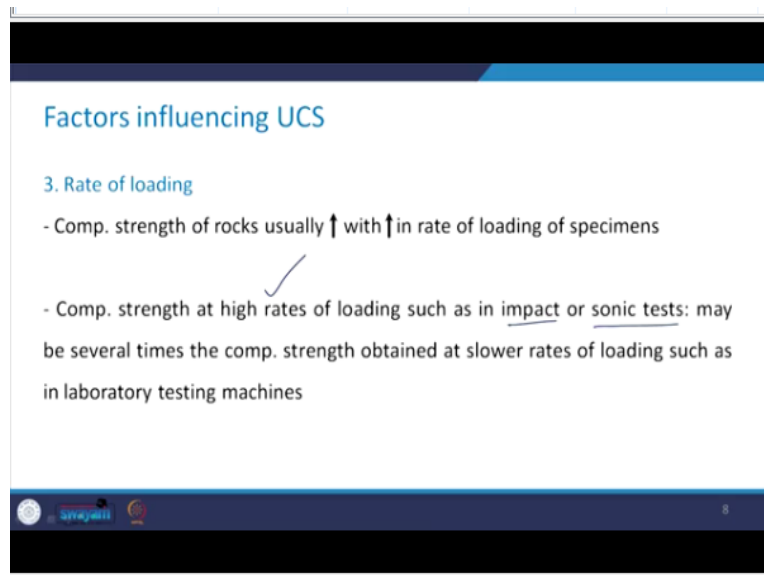 Factors influencing UCS
3. Rate of loading
- Comp. strength of rocks usually ↑ with ↑ in rate of loading of specimens
- Comp. strength at high rates of loading such as in impact or sonic tests: may
be several times the comp. strength obtained at slower rates of loading such as
in laboratory testing machines
swayam
8